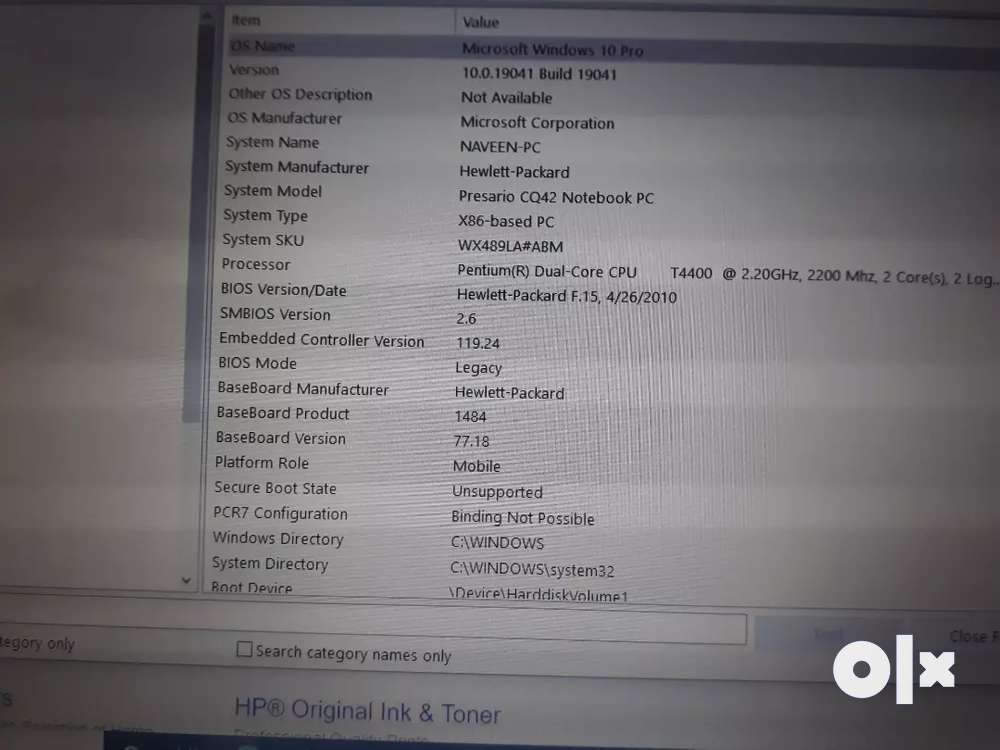 Item Value
OS Name Microsoft Windows 10 Pro
Version 10.0.19041 Build 19041
Other OS Description Not Available
OS Manufacturer Microsoft Corporation
System Name NAVEEN-PC
System Manufacturer Hewlett-Packard
System Model Presario CQ42 Notebook PC
System Type X86-based PC
System SKU WX489LA#ABM
Processor Pentium(R) Dual-Core CPU T4400 @ 2.20GHz, 2200 Mhz, 2 Core(s), 2 Log...
BIOS Version/Date Hewlett-Packard F.15, 4/26/2010
SMBIOS Version 2.6
Embedded Controller Version 119.24
BIOS Mode Legacy
BaseBoard Manufacturer Hewlett-Packard
BaseBoard Product 1484
BaseBoard Version 77.18
Platform Role Mobile
Secure Boot State Unsupported
PCR7 Configuration Binding Not Possible
Windows Directory C:\WINDOWS
System Directory C:\WINDOWS\system32
Boot Device \Device\HarddiskVolume1
Close F
tegory only Search category names only
olx
HP® Original Ink & Toner